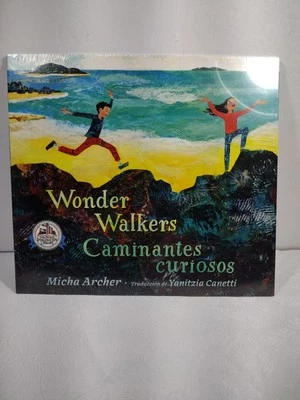 Wonder
Walkers
Caminantes
curiosos
Micha Archer · Traducción de Yanitzia Canetti